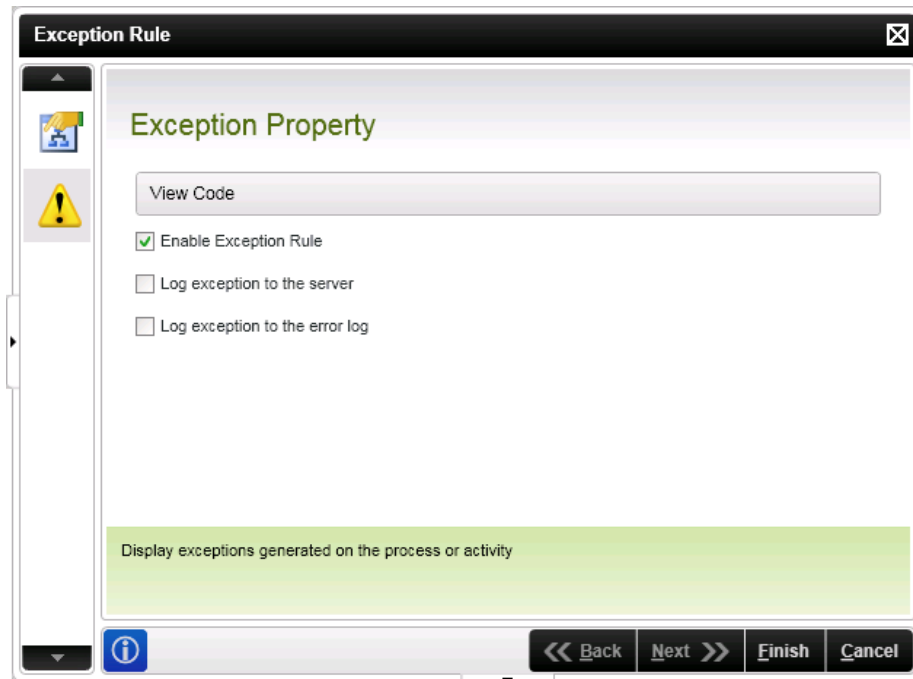 Exception Rule
Exception Property
View Code
Enable Exception Rule
Log exception to the server
Log exception to the error log
Display exceptions generated on the process or activity
Back Next Finish Cancel